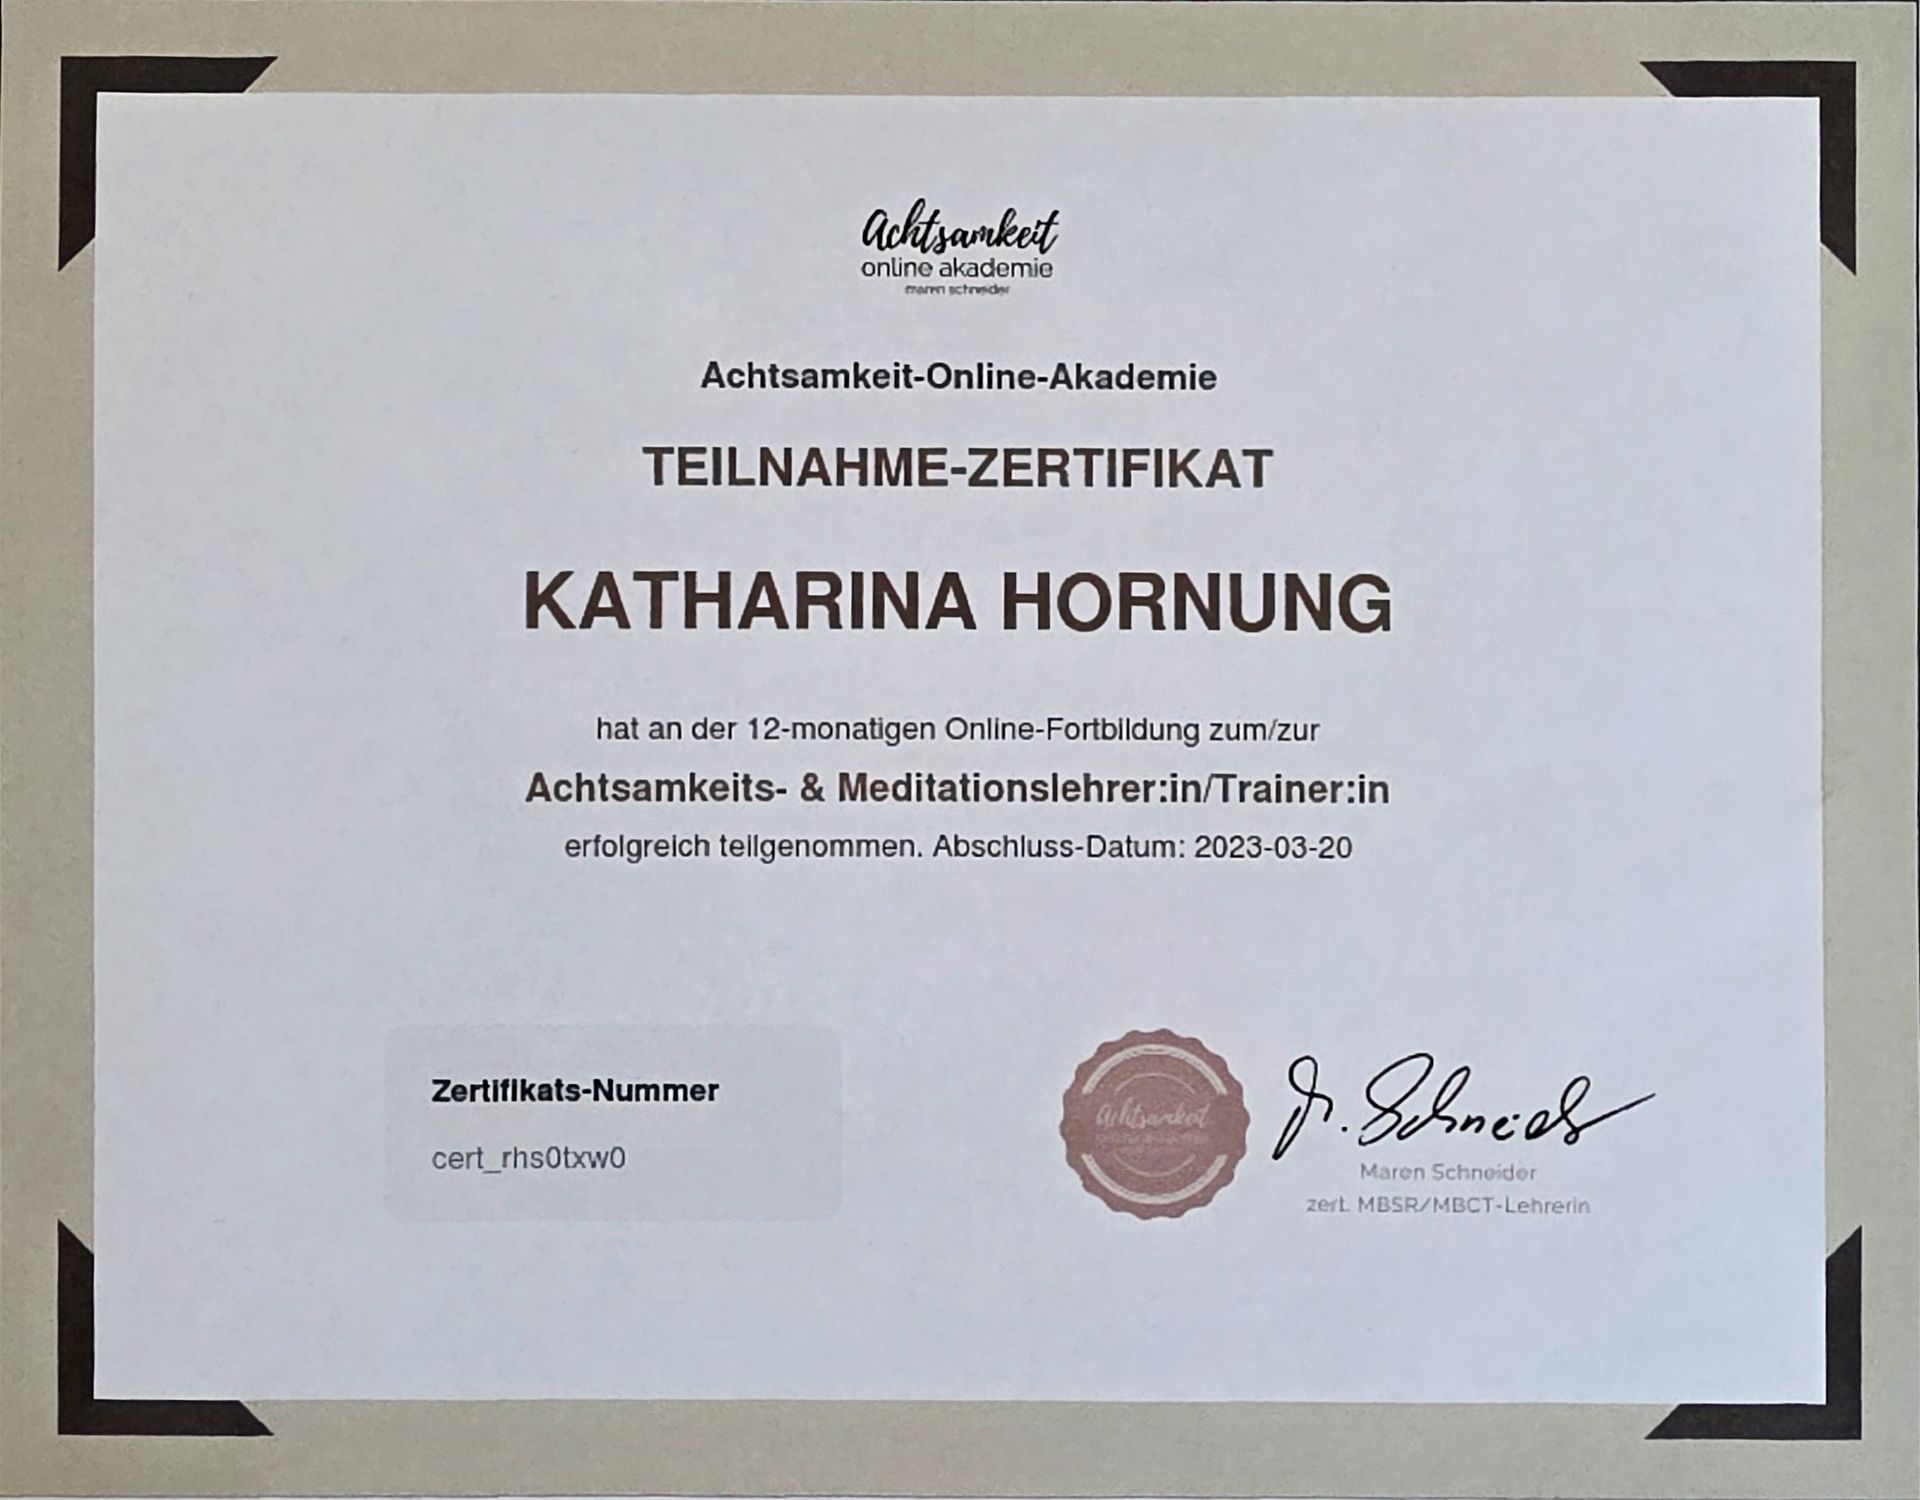 Achtsamkeit
online akademie
maren schneider
Achtsamkeit-Online-Akademie
TEILNAHME-ZERTIFIKAT
KATHARINA HORNUNG
hat an der 12-monatigen Online-Fortbildung zum/zur
Achtsamkeits- & Meditationslehrer:in/Trainer:in
erfolgreich teilgenommen. Abschluss-Datum: 2023-03-20
Zertifikats-Nummer
cert_rhs0txw0
Achtsamkeit
M. Schneider
Maren Schneider
zert. MBSR/MBCT-Lehrerin